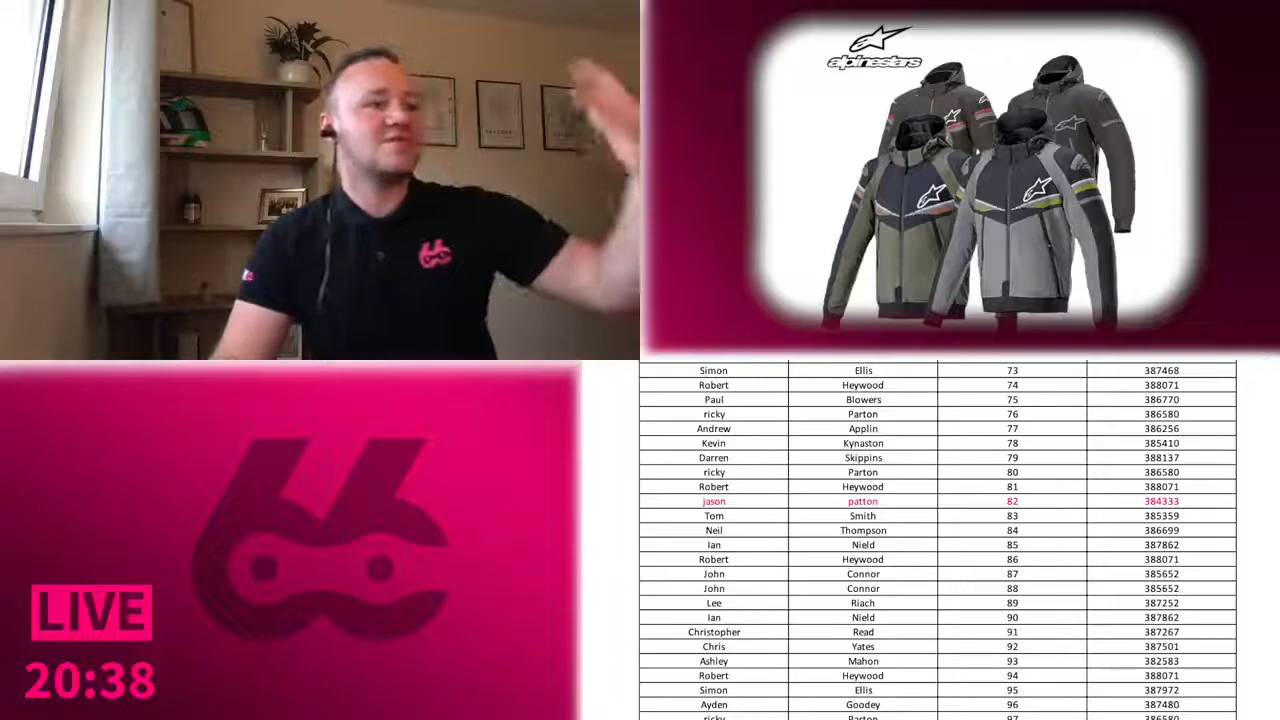 alpinestars
66
LIVE
20:38
Simon Ellis 73 387468
Robert Heywood 74 388071
Paul Blowers 75 386770
ricky Parton 76 386580
Andrew Applin 77 386256
Kevin Kynaston 78 385410
Darren Skippins 79 388137
ricky Parton 80 386580
Robert Heywood 81 388071
jason patton 82 384333
Tom Smith 83 385359
Neil Thompson 84 386699
Ian Nield 85 387862
Robert Heywood 86 388071
John Connor 87 385652
John Connor 88 385652
Lee Riach 89 387252
Ian Nield 90 387862
Christopher Read 91 387267
Chris Yates 92 387501
Ashley Mahon 93 382583
Robert Heywood 94 388071
Simon Ellis 95 387972
Ayden Goodey 96 387480
ricky Parton 97 386580